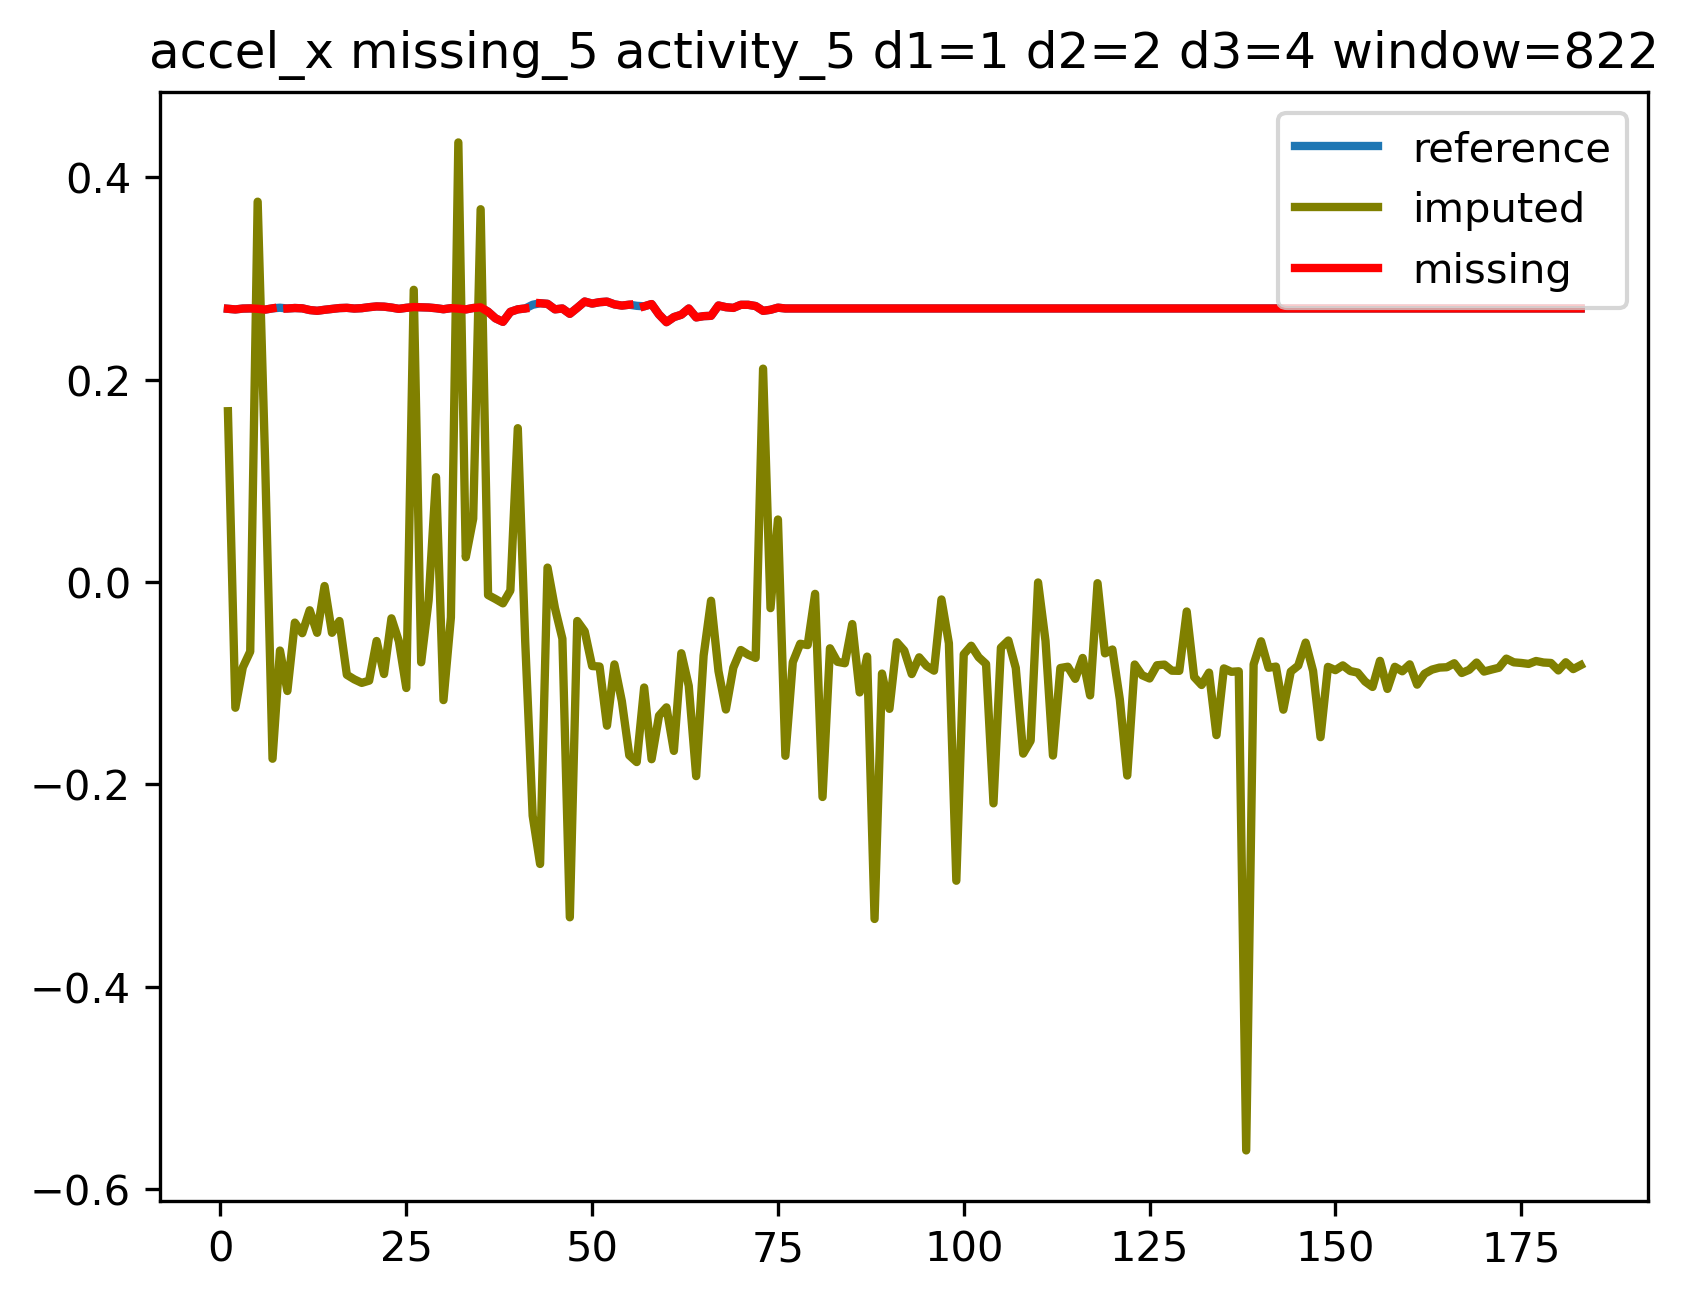 accel_x missing_5 activity_5 d1=1 d2=2 d3=4 window=822
reference
imputed
missing
0.4
0.2
0.0
−0.2
−0.4
−0.6
0 25 50 75 100 125 150 175